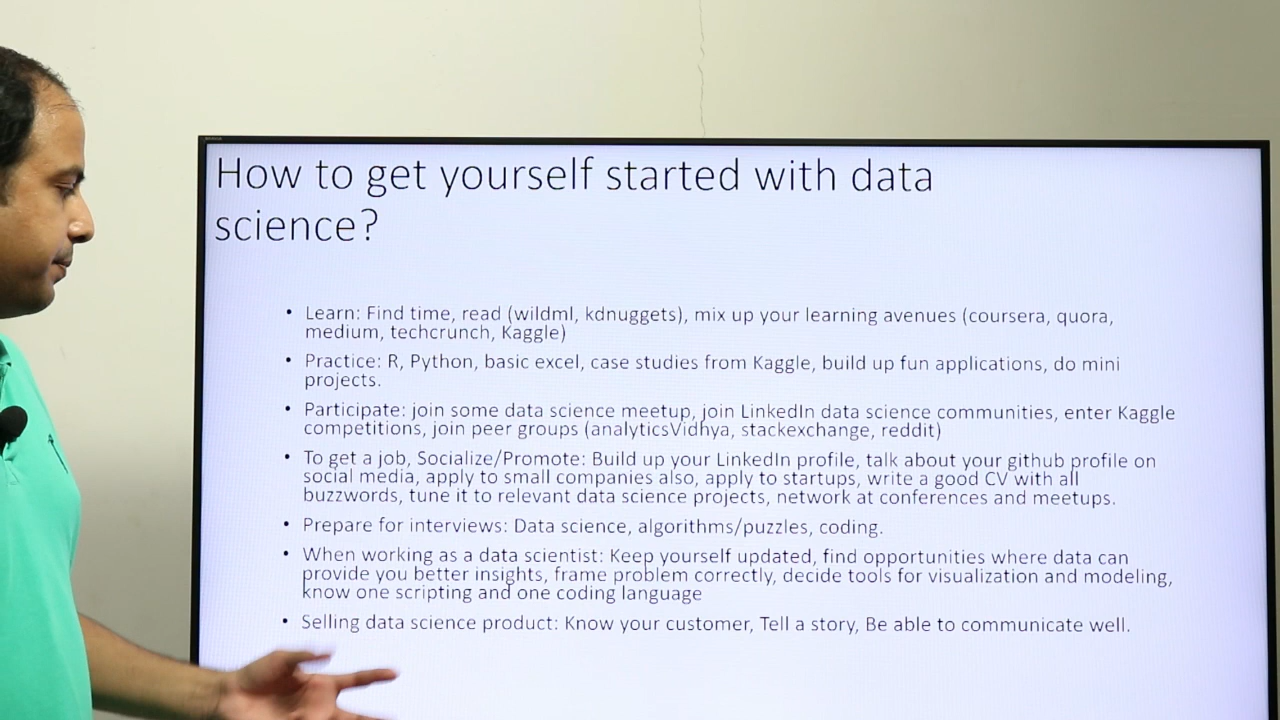 How to get yourself started with data
science?
• Learn: Find time, read (wildml, kdnuggets), mix up your learning avenues (coursera, quora,
medium, techcrunch, Kaggle)
• Practice: R, Python, basic excel, case studies from Kaggle, build up fun applications, do mini
projects.
• Participate: join some data science meetup, join LinkedIn data science communities, enter Kaggle
competitions, join peer groups (analyticsVidhya, stackexchange, reddit)
• To get a job, Socialize/Promote: Build up your LinkedIn profile, talk about your github profile on
social media, apply to small companies also, apply to startups, write a good CV with all
buzzwords, tune it to relevant data science projects, network at conferences and meetups.
• Prepare for interviews: Data science, algorithms/puzzles, coding.
• When working as a data scientist: Keep yourself updated, find opportunities where data can
provide you better insights, frame problem correctly, decide tools for visualization and modeling,
know one scripting and one coding language
• Selling data science product: Know your customer, Tell a story, Be able to communicate well.